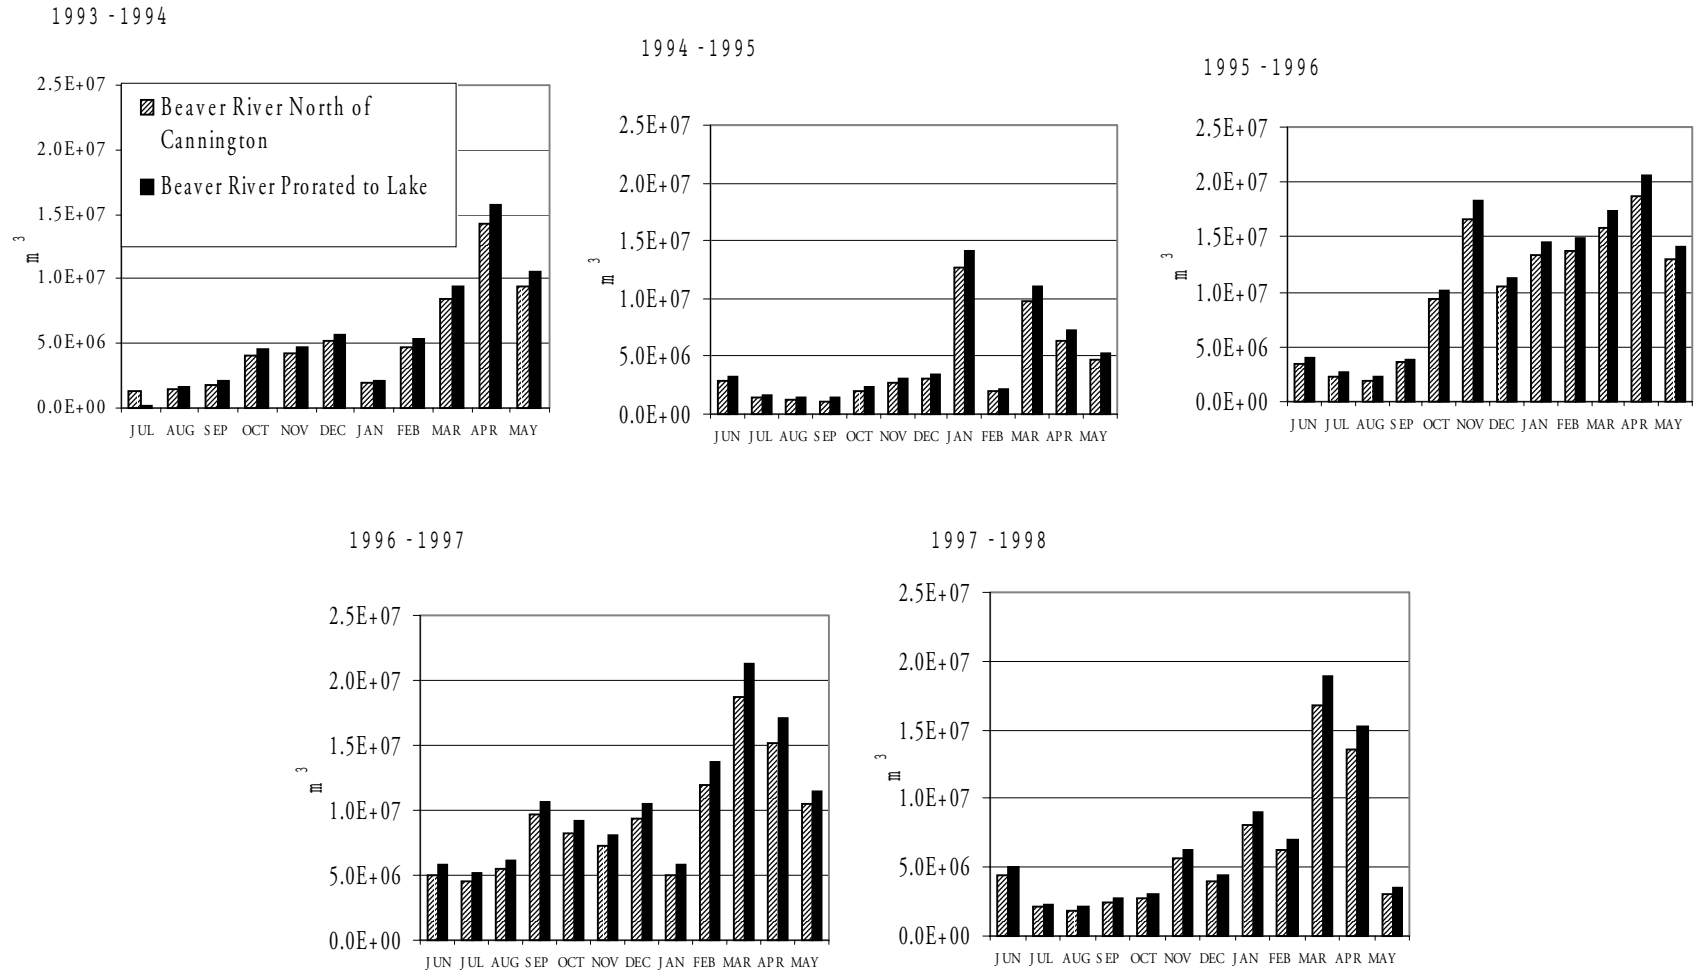 1993 -1994
2.5E+07
2.0E+07
1.5E+07
1.0E+07
5.0E+06
0.0E+00
m 3
Beaver River North of
Cannington
Beaver River Prorated to Lake
JUL AUG SEP OCT NOV DEC JAN FEB MAR APR MAY
1994 -1995
2.5E+07
2.0E+07
1.5E+07
1.0E+07
5.0E+06
0.0E+00
m 3
JUN JUL AUG SEP OCT NOV DEC JAN FEB MAR APR MAY
1995 -1996
2.5E+07
2.0E+07
1.5E+07
1.0E+07
5.0E+06
0.0E+00
m 3
JUN JUL AUG SEP OCT NOV DEC JAN FEB MAR APR MAY
1996 -1997
2.5E+07
2.0E+07
1.5E+07
1.0E+07
5.0E+06
0.0E+00
m 3
JUN JUL AUG SEP OCT NOV DEC JAN FEB MAR APR MAY
1997 -1998
2.5E+07
2.0E+07
1.5E+07
1.0E+07
5.0E+06
0.0E+00
m 3
JUN JUL AUG SEP OCT NOV DEC JAN FEB MAR APR MAY